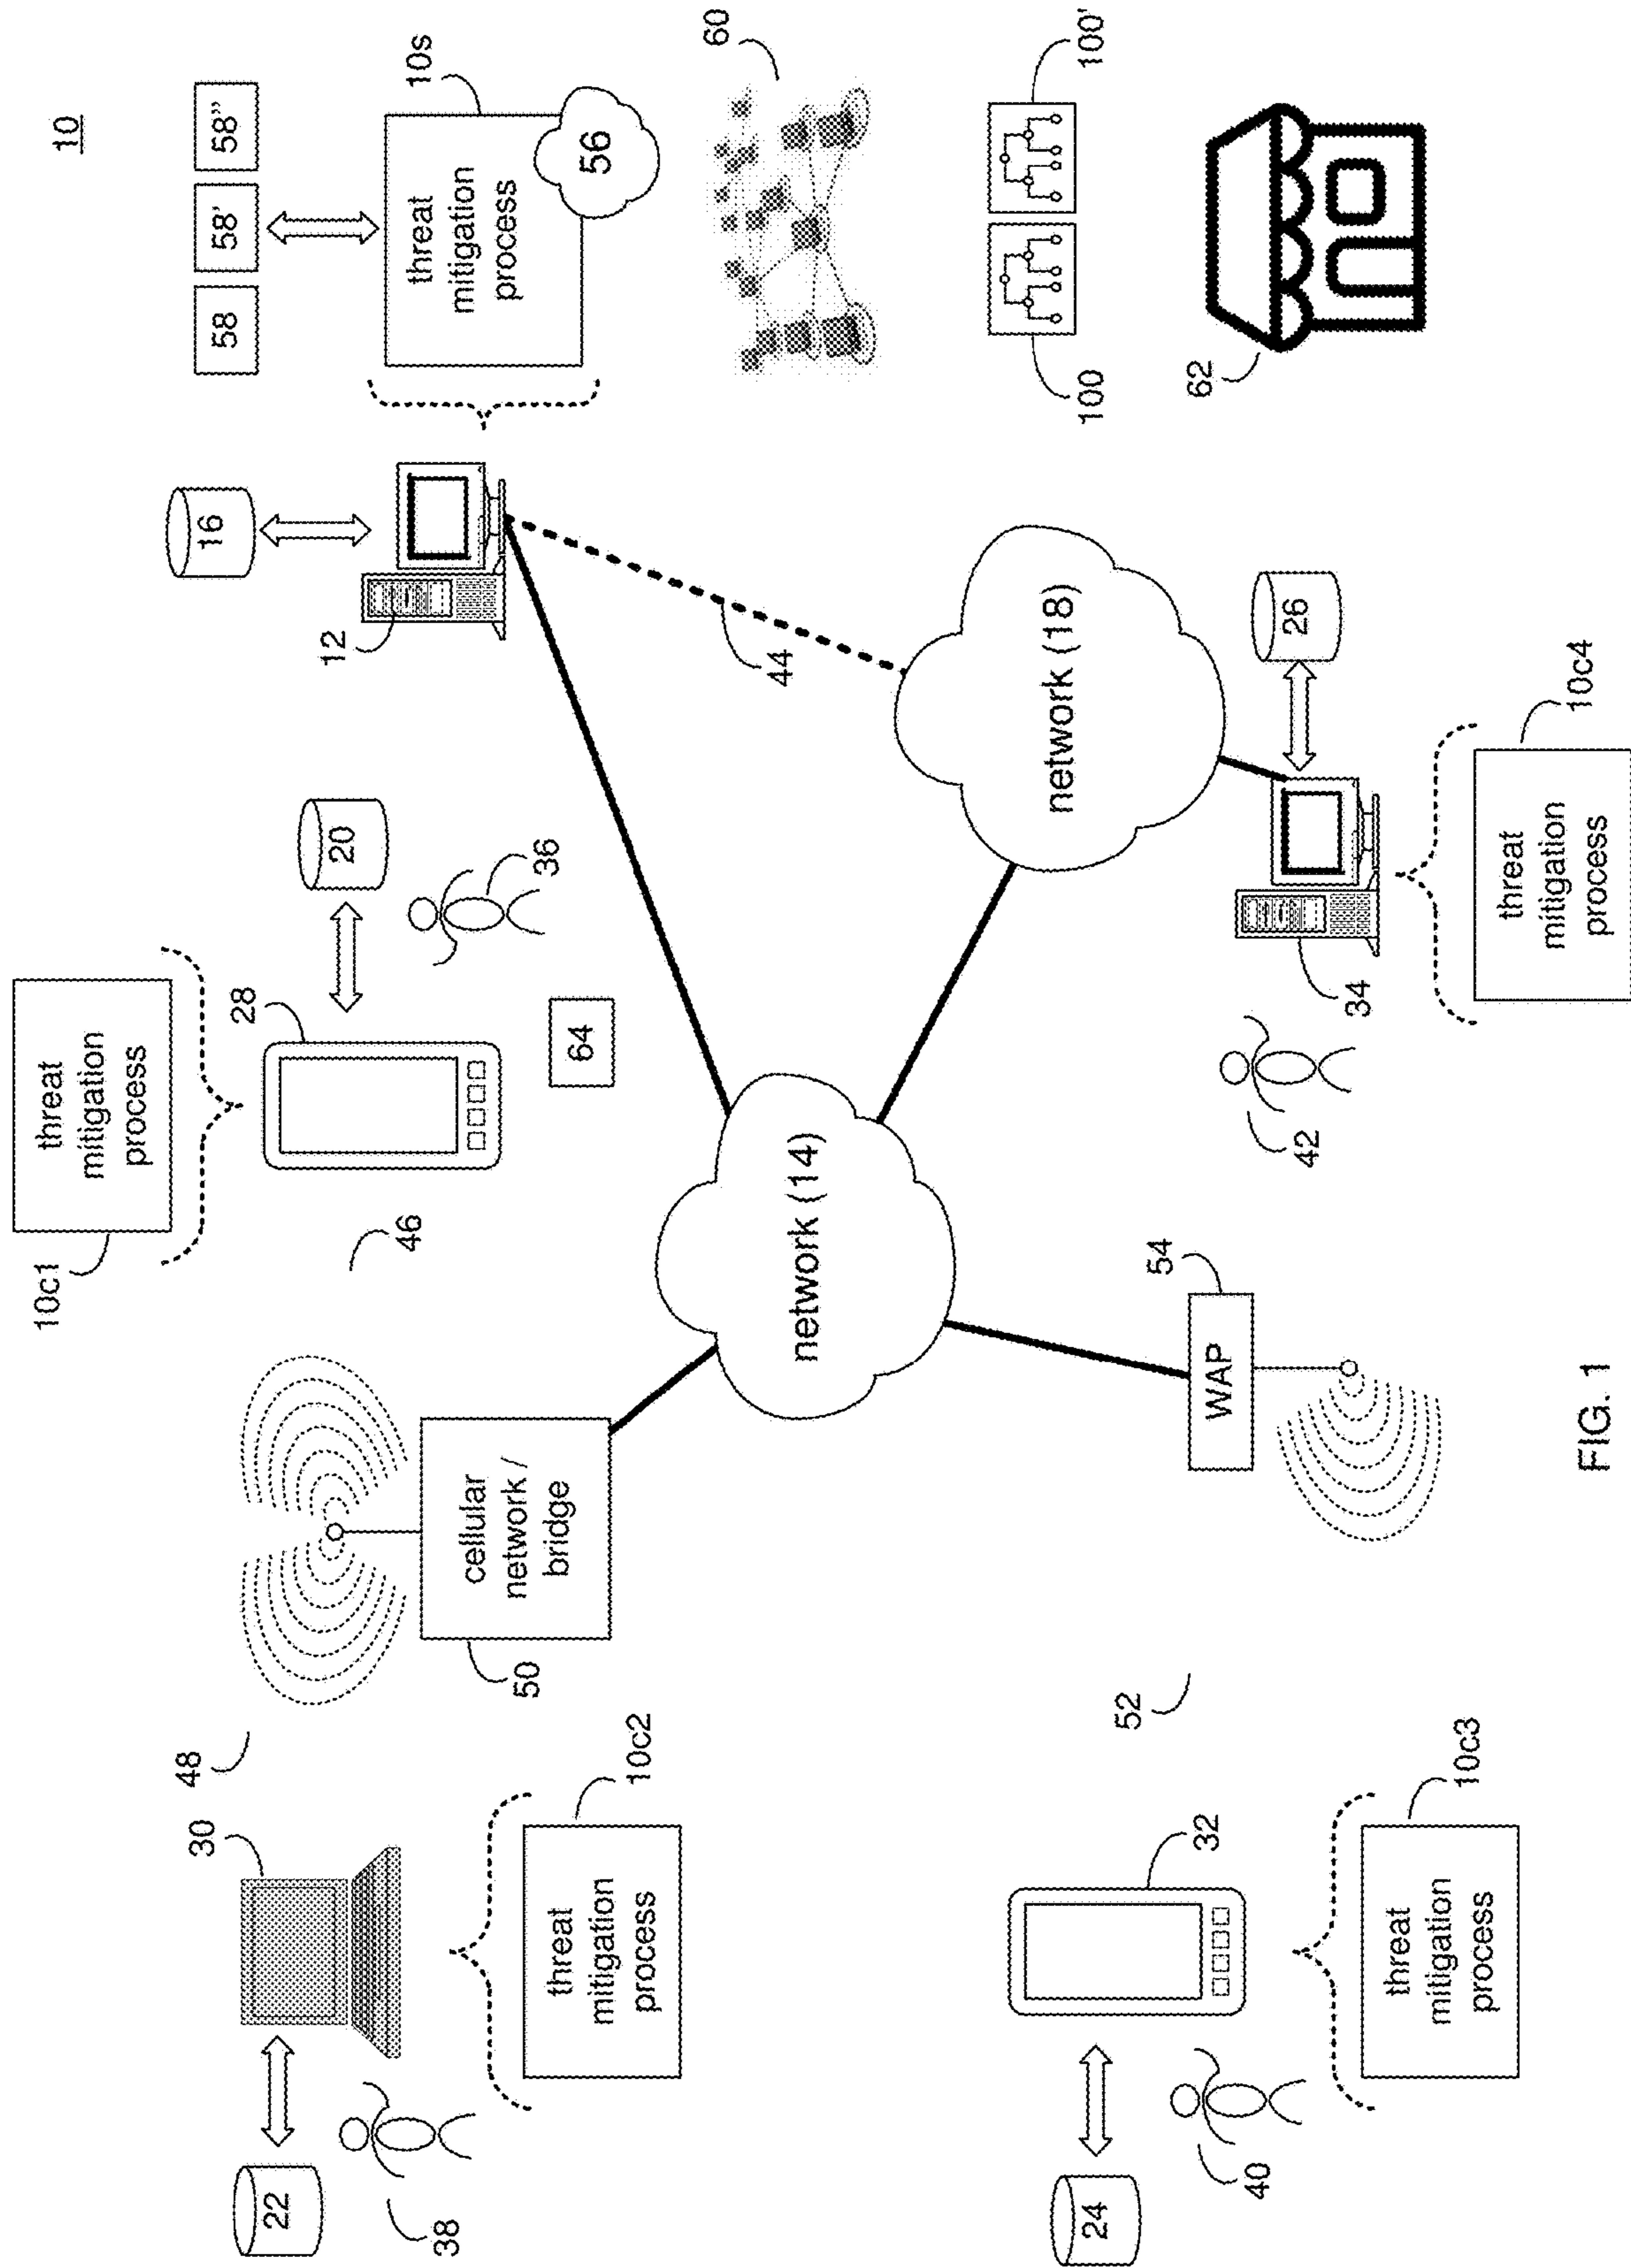 10
10c1
threat
mitigation
process
28
20
36
64
46
48
30
22
38
threat
mitigation
process
10c2
cellular
network /
bridge
50
16
12
58
58'
58"
threat
mitigation
process
10s
56
60
44
network (14)
network (18)
100
100'
62
26
34
42
threat
mitigation
process
10c4
WAP
54
52
32
24
40
threat
mitigation
process
10c3
FIG. 1